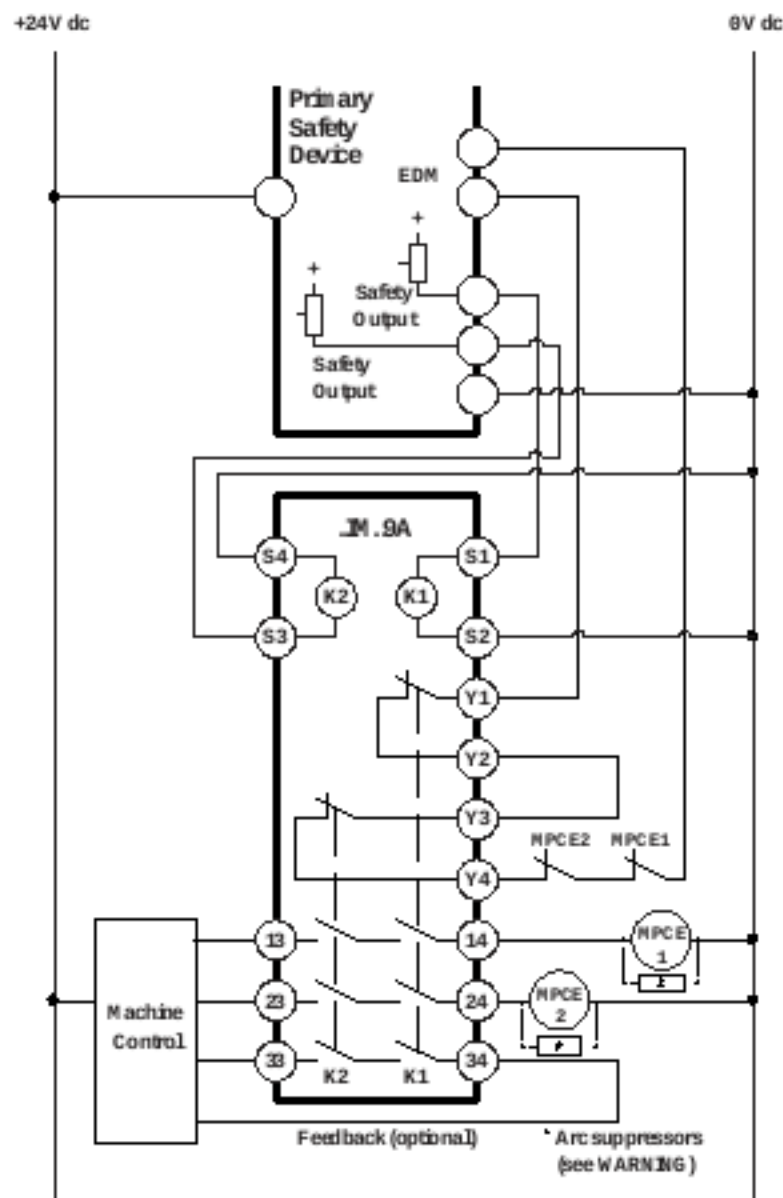 +24V dc
0V dc
Primary
Safety
Device
EDM
+
+
Safety
Output
Safety
Output
JM.9A
S4
S1
K2
K1
S3
S2
Y1
Y2
Y3
MPCE2
MPCE1
Y4
13
14
MPCE
1
23
24
MPCE
2
Machine
Control
33
34
K2
K1
Feedback (optional)
Arc suppressors
(see WARNING)